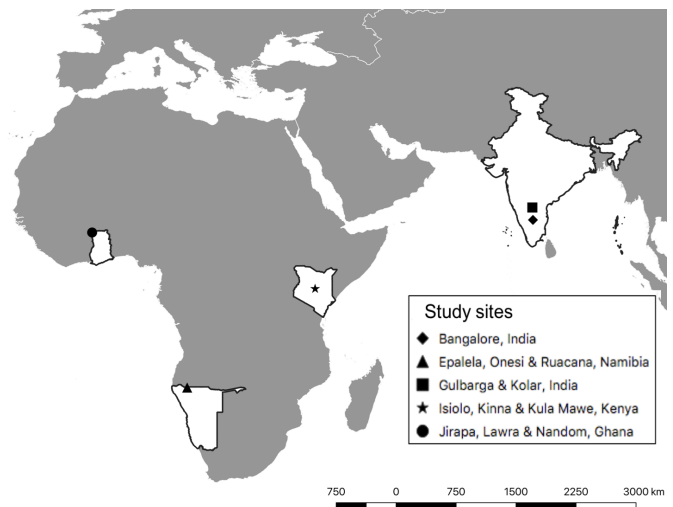 Study sites
Bangalore, India
Epalela, Onesi & Ruacana, Namibia
Gulbarga & Kolar, India
Isiolo, Kinna & Kula Mawe, Kenya
Jirapa, Lawra & Nandom, Ghana
750 0 750 1500 2250 3000 km